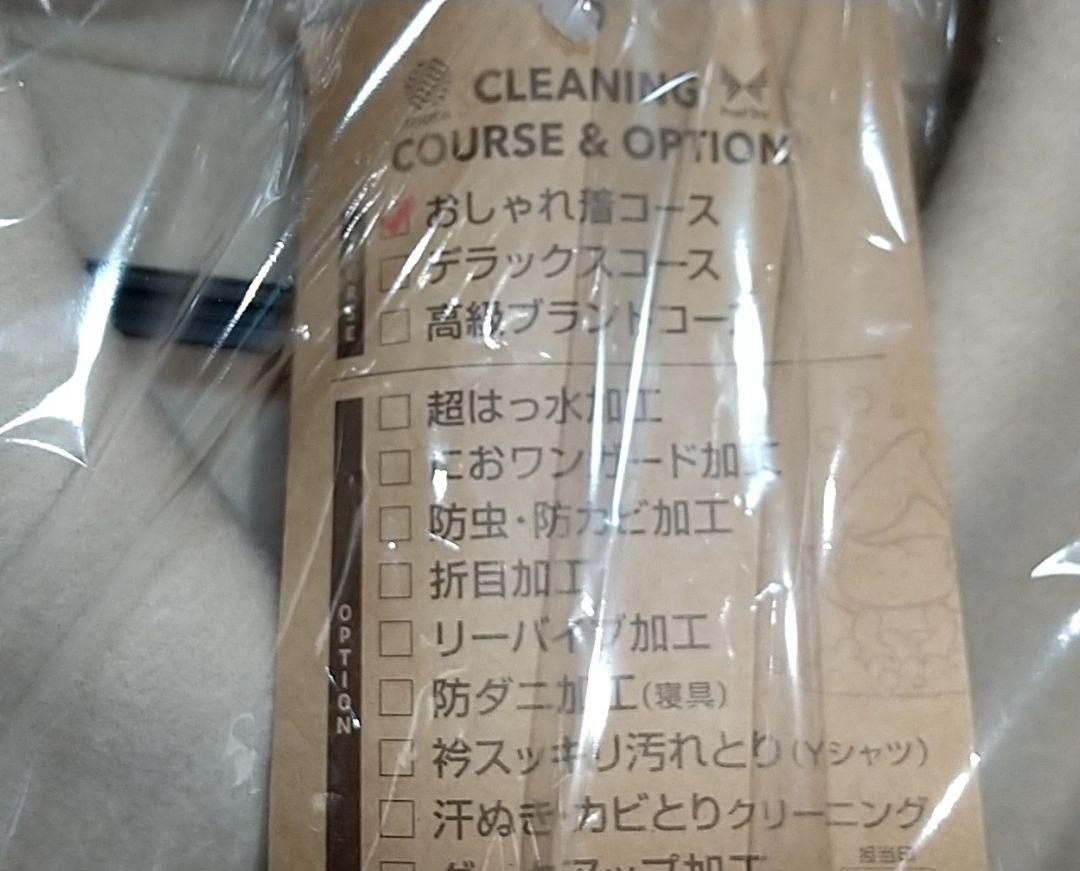 CLEANING
COURSE & OPTION
おしゃれ着コース
デラックスコース
高級ブランドコース
超はっ水加工
におワンガード加工
防虫・防カビ加工
折目加工
リーバイブ加工
防ダニ加工(寝具)
衿スッキリ汚れとり(Yシャツ)
汗ぬき・カビとりクリーニング
OPTION
担当印